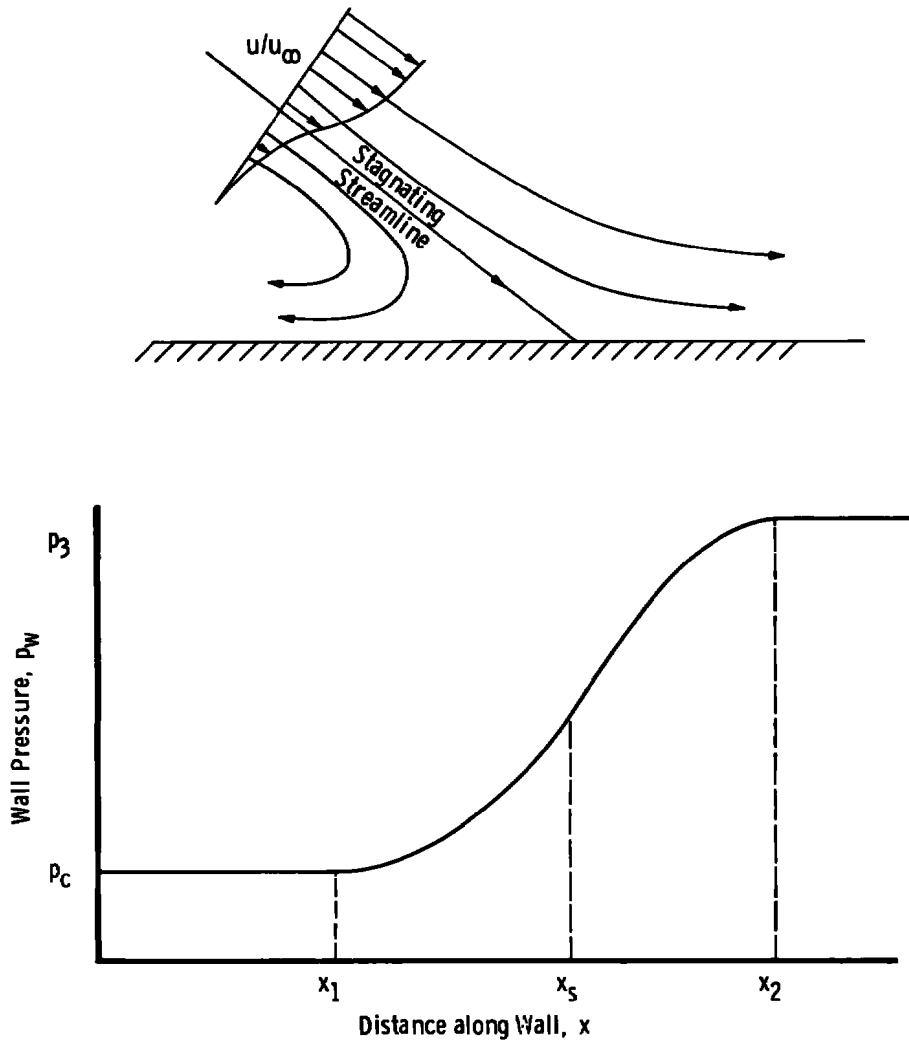 u/u∞
Stagnating
Streamline
p3
Wall Pressure, pw
pc
x1
xs
x2
Distance along Wall, x